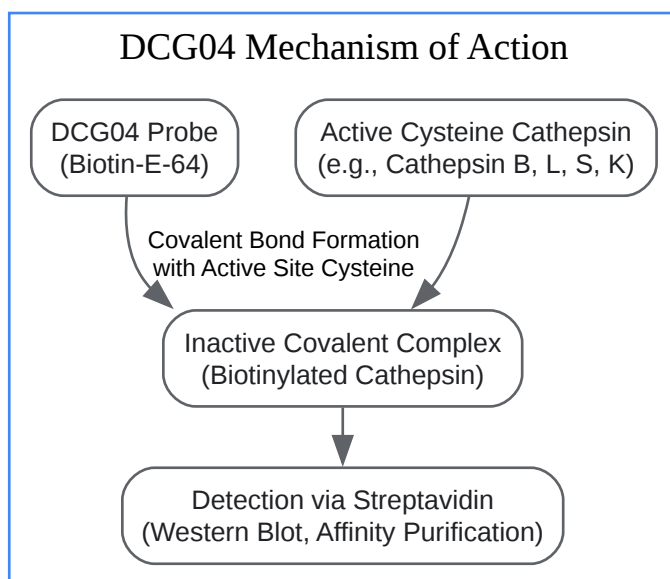 DCG04 Mechanism of Action
DCG04 Probe
(Biotin-E-64)
Active Cysteine Cathepsin
(e.g., Cathepsin B, L, S, K)
Covalent Bond Formation
with Active Site Cysteine
Inactive Covalent Complex
(Biotinylated Cathepsin)
Detection via Streptavidin
(Western Blot, Affinity Purification)